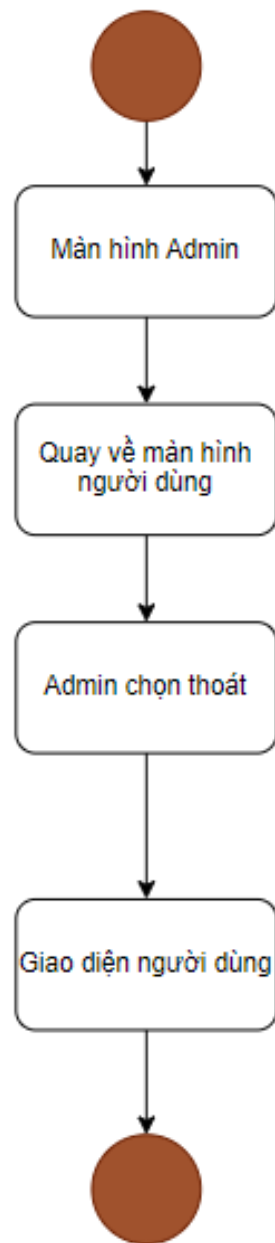 Màn hình Admin
Quay về màn hình
người dùng
Admin chọn thoát
Giao diện người dùng